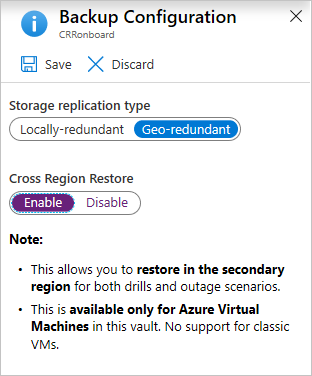 Backup Configuration
CRRonboard
Save Discard
Storage replication type
Locally-redundant Geo-redundant
Cross Region Restore
Enable Disable
Note:
• This allows you to restore in the secondary
region for both drills and outage scenarios.
• This is available only for Azure Virtual
Machines in this vault. No support for classic
VMs.